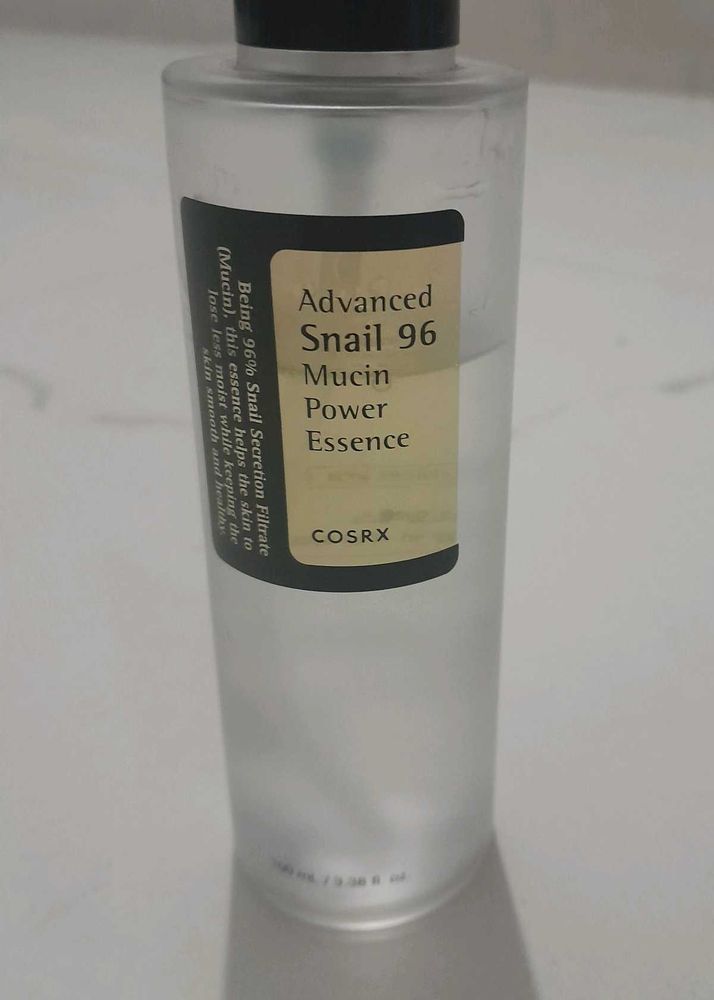 Advanced
Snail 96
Mucin
Power
Essence
COSRX
Being 96% Snail Secretion Filtrate
(Mucin), this essence helps the skin to
lose less moist while keeping the
skin smooth and healthy.